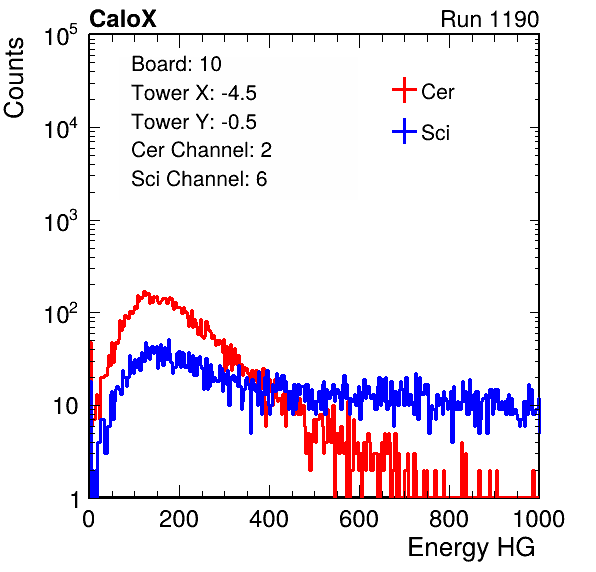 CaloX Run 1190
Counts
Board: 10
Tower X: -4.5
Tower Y: -0.5
Cer Channel: 2
Sci Channel: 6
Cer
Sci
10^5
10^4
10^3
10^2
10
1
0 200 400 600 800 1000
Energy HG